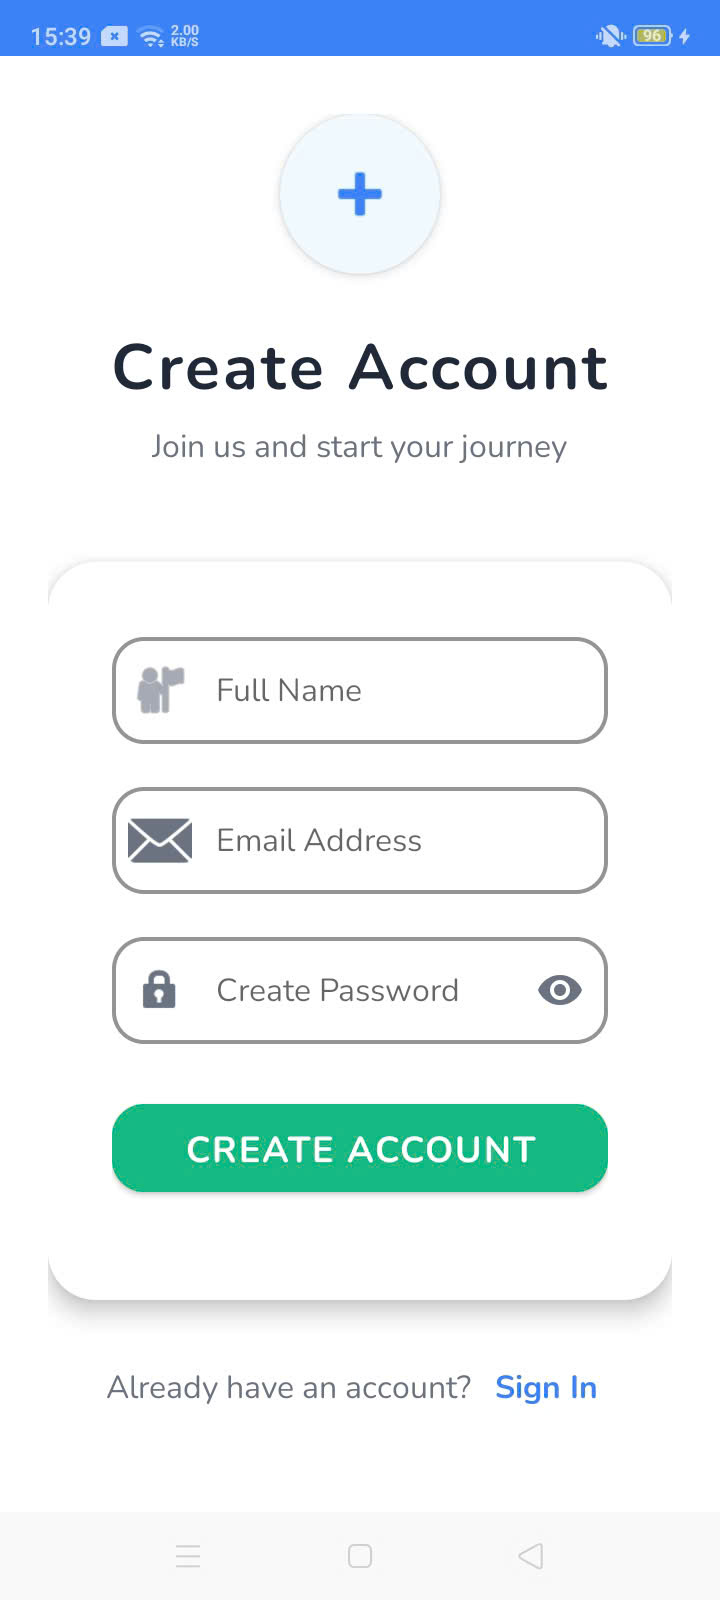 15:39 2.00 KB/S 96
Create Account
Join us and start your journey
Full Name
Email Address
Create Password
CREATE ACCOUNT
Already have an account? Sign In